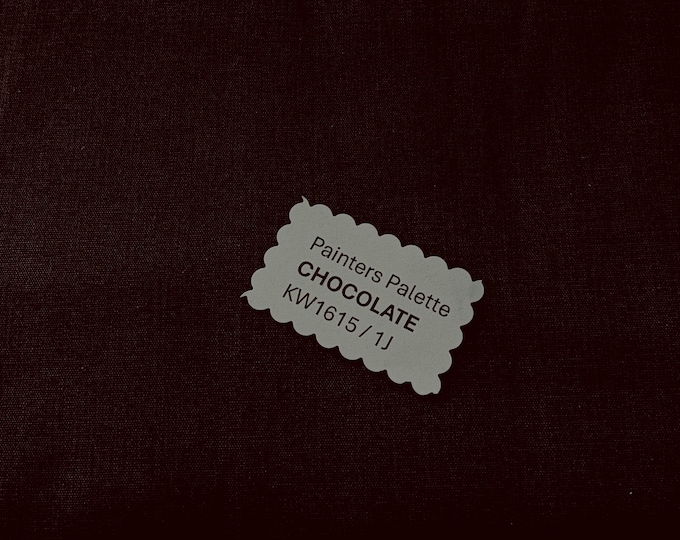 Painters Palette
CHOCOLATE
KW1615 / 1J